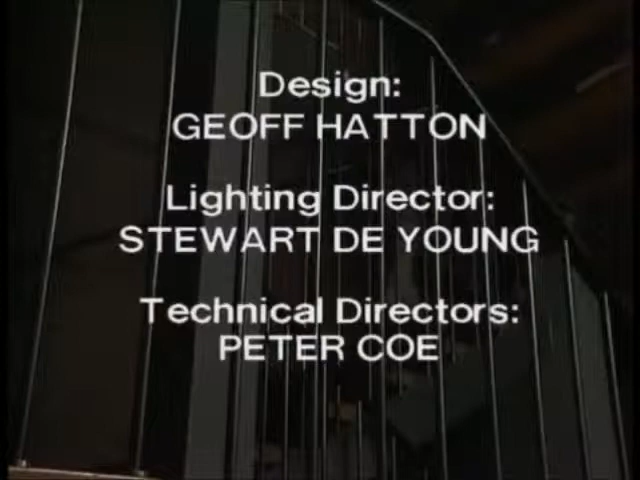 Design:
GEOFF HATTON
Lighting Director:
STEWART DE YOUNG
Technical Directors:
PETER COE